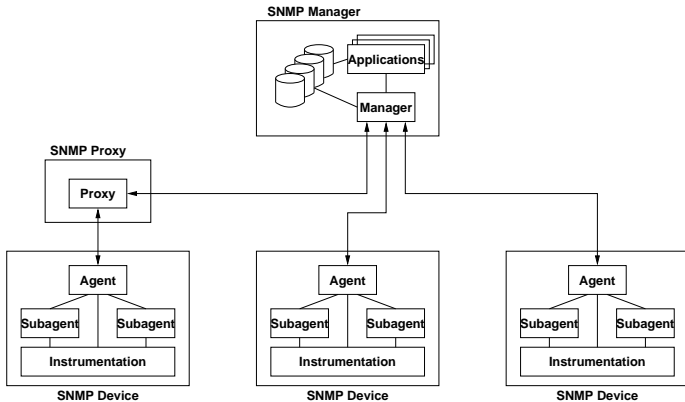 SNMP Manager
Applications
Manager
SNMP Proxy
Proxy
Agent
Agent
Agent
Subagent
Subagent
Subagent
Subagent
Subagent
Subagent
Instrumentation
Instrumentation
Instrumentation
SNMP Device
SNMP Device
SNMP Device